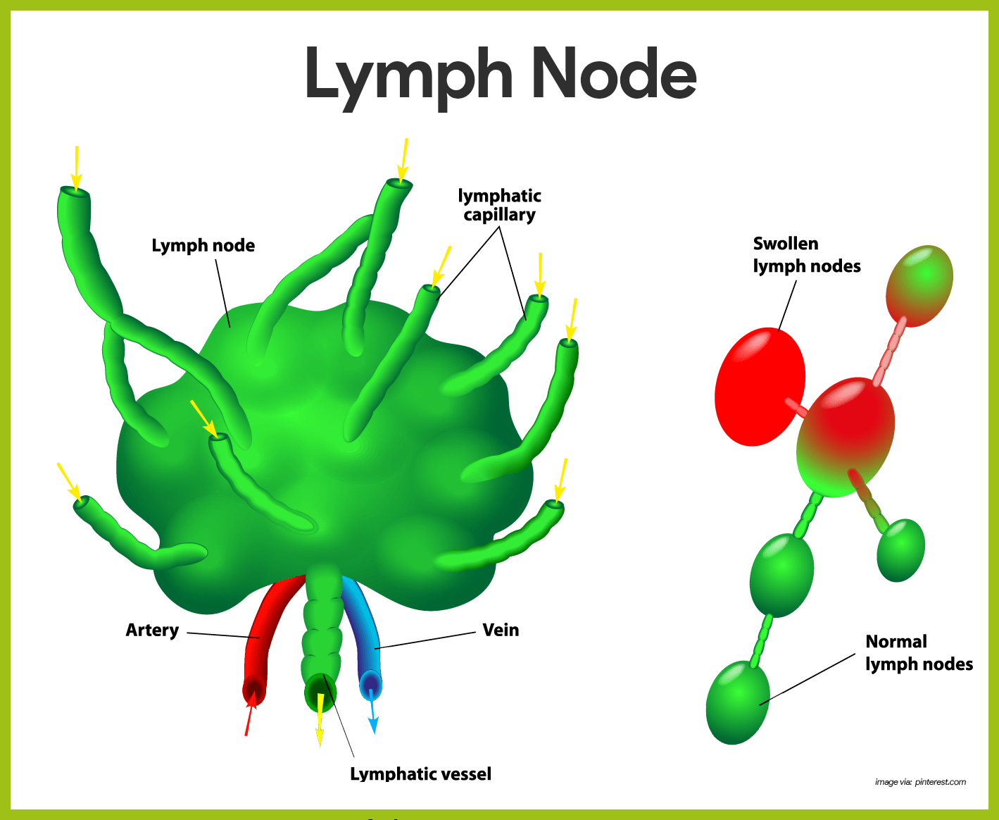 Lymph Node
lymphatic
capillary
Lymph node
Swollen
lymph nodes
Artery
Vein
Normal
lymph nodes
Lymphatic vessel
image via: pinterest.com